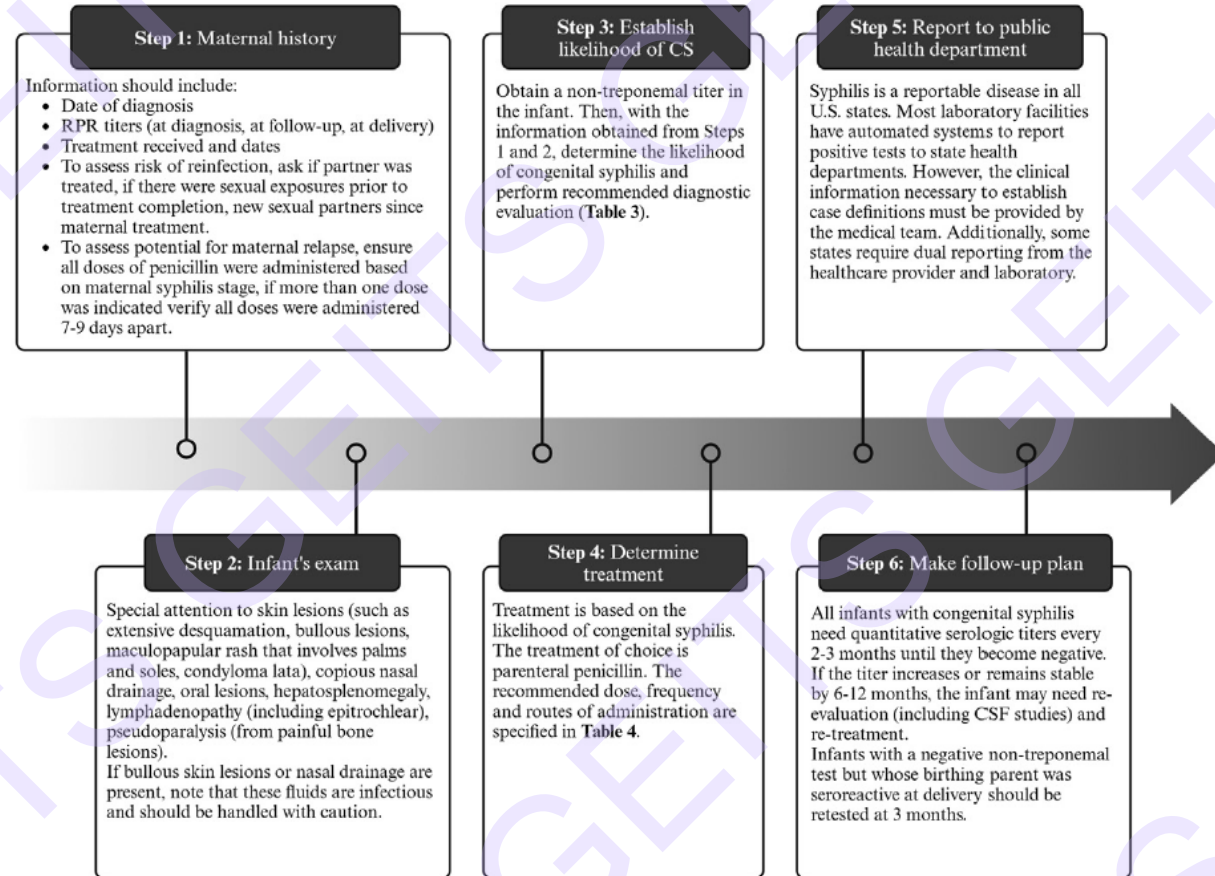 Step 1: Maternal history
Information should include:
• Date of diagnosis
• RPR titers (at diagnosis, at follow-up, at delivery)
• Treatment received and dates
• To assess risk of reinfection, ask if partner was
treated, if there were sexual exposures prior to
treatment completion, new sexual partners since
maternal treatment.
• To assess potential for maternal relapse, ensure
all doses of penicillin were administered based
on maternal syphilis stage, if more than one dose
was indicated verify all doses were administered
7-9 days apart.
Step 2: Infant's exam
Special attention to skin lesions (such as
extensive desquamation, bullous lesions,
maculopapular rash that involves palms
and soles, condyloma lata), copious nasal
drainage, oral lesions, hepatosplenomegaly,
lymphadenopathy (including epitrochlear),
pseudoparalysis (from painful bone
lesions).
If bullous skin lesions or nasal drainage are
present, note that these fluids are infectious
and should be handled with caution.
Step 3: Establish
likelihood of CS
Obtain a non-treponemal titer in
the infant. Then, with the
information obtained from Steps
1 and 2, determine the likelihood
of congenital syphilis and
perform recommended diagnostic
evaluation (Table 3).
Step 4: Determine
treatment
Treatment is based on the
likelihood of congenital syphilis.
The treatment of choice is
parenteral penicillin. The
recommended dose, frequency
and routes of administration are
specified in Table 4.
Step 5: Report to public
health department
Syphilis is a reportable disease in all
U.S. states. Most laboratory facilities
have automated systems to report
positive tests to state health
departments. However, the clinical
information necessary to establish
case definitions must be provided by
the medical team. Additionally, some
states require dual reporting from the
healthcare provider and laboratory.
Step 6: Make follow-up plan
All infants with congenital syphilis
need quantitative serologic titers every
2-3 months until they become negative.
If the titer increases or remains stable
by 6-12 months, the infant may need re-
evaluation (including CSF studies) and
re-treatment.
Infants with a negative non-treponemal
test but whose birthing parent was
seroreactive at delivery should be
retested at 3 months.
GEITS GEITS
GEITS GEITS